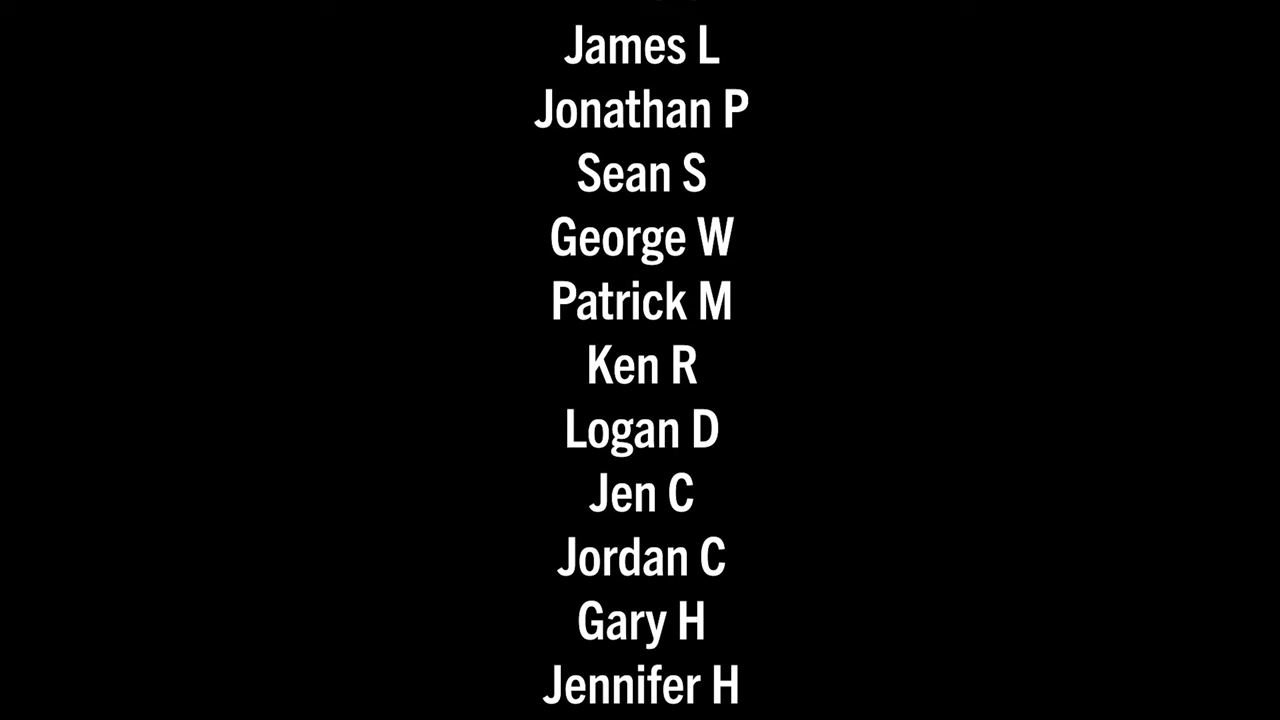 James L
Jonathan P
Sean S
George W
Patrick M
Ken R
Logan D
Jen C
Jordan C
Gary H
Jennifer H